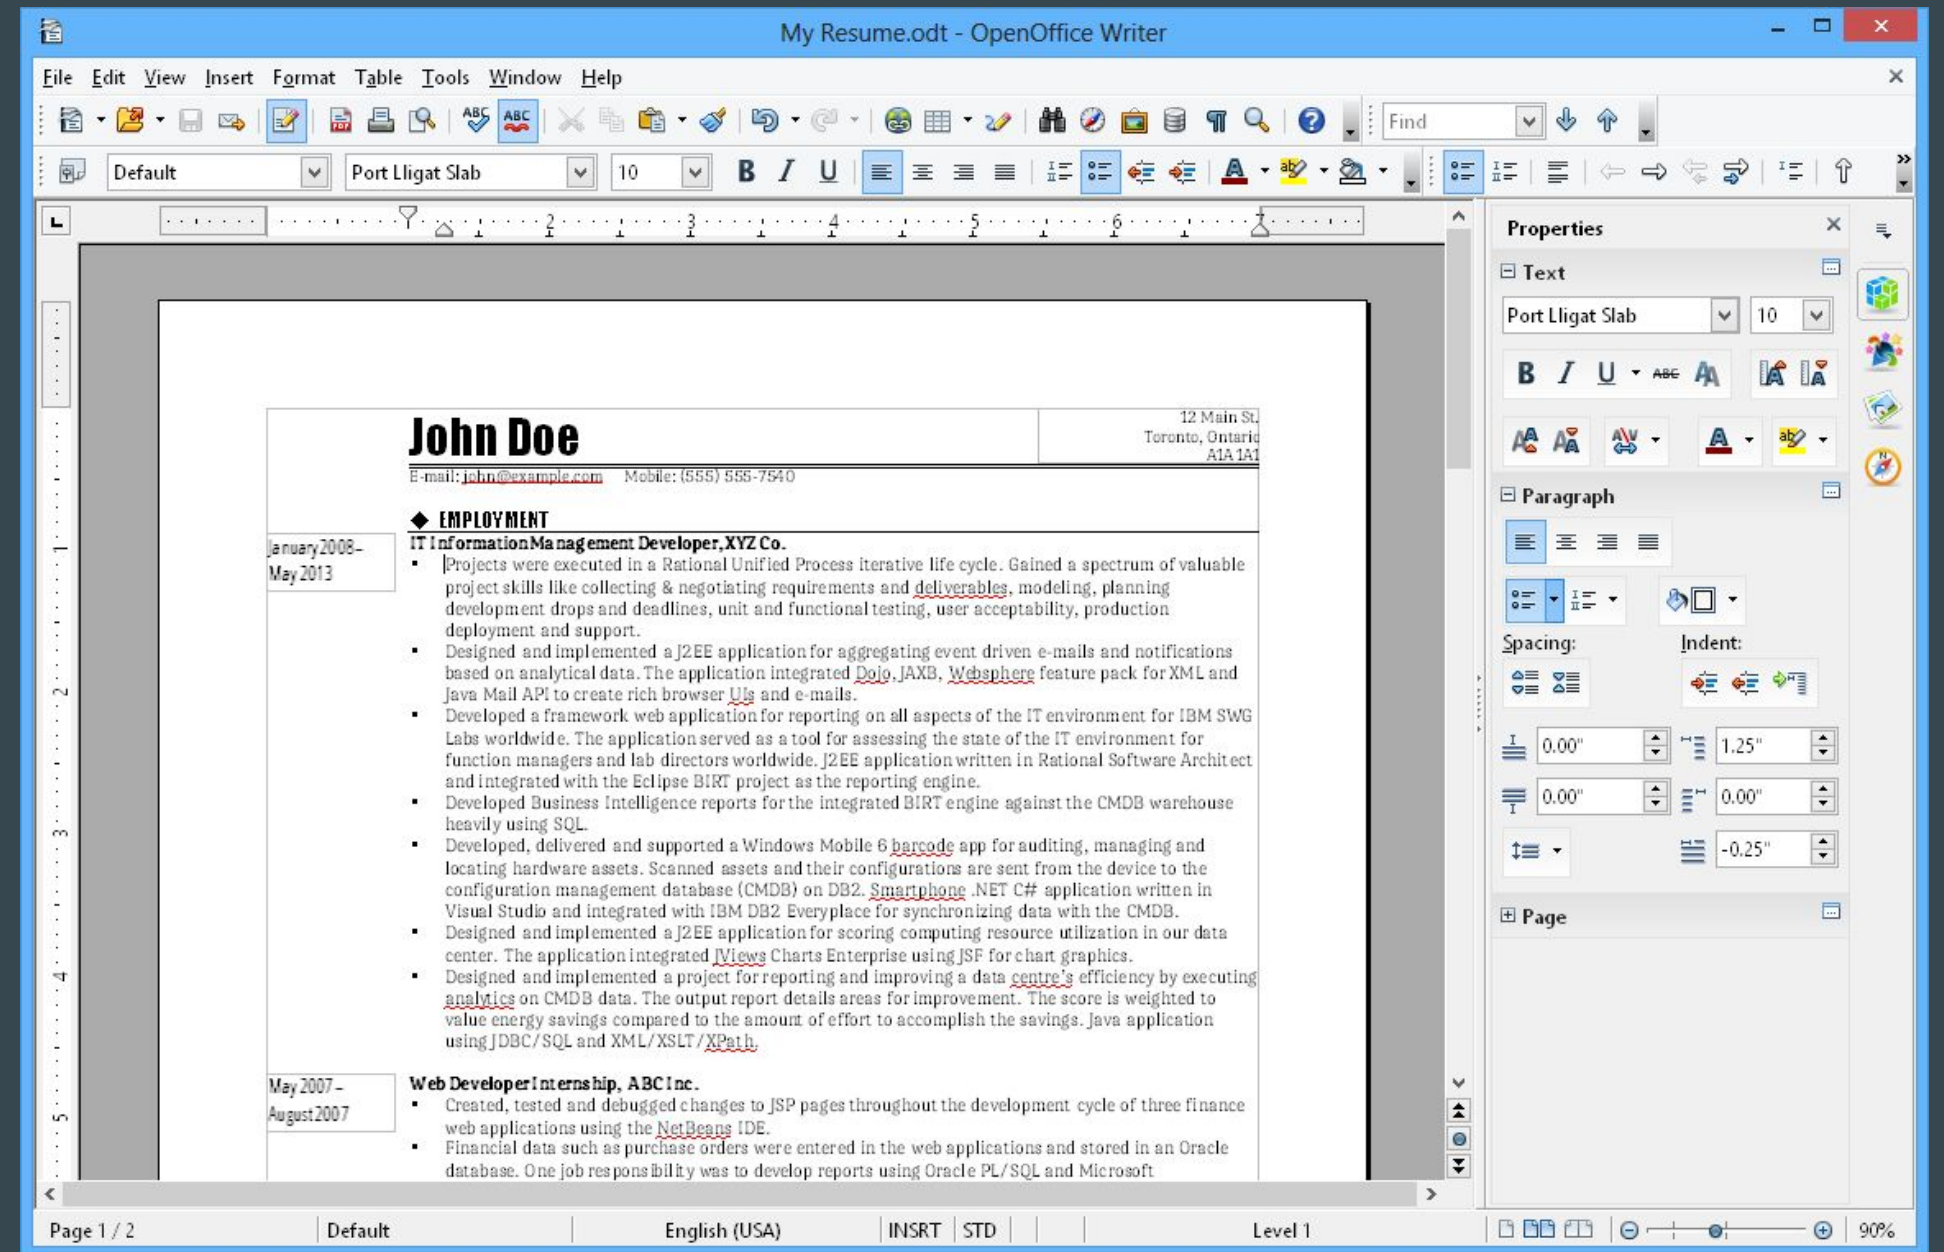 My Resume.odt - OpenOffice Writer
File Edit View Insert Format Table Tools Window Help
Find
Default Port Lligat Slab 10
2 3 4 5 6 7
Properties
Text
Port Lligat Slab 10
Paragraph
Spacing: Indent:
0.00" 1.25"
0.00" 0.00"
-0.25"
Page
John Doe
12 Main St.
Toronto, Ontario
A1A 1A1
E-mail: john@example.com Mobile: (555) 555-7540
EMPLOYMENT
January 2008–
May 2013
IT Information Management Developer, XYZ Co.
Projects were executed in a Rational Unified Process iterative life cycle. Gained a spectrum of valuable
project skills like collecting & negotiating requirements and deliverables, modeling, planning
development drops and deadlines, unit and functional testing, user acceptability, production
deployment and support.
Designed and implemented a J2EE application for aggregating event driven e-mails and notifications
based on analytical data. The application integrated Dojo, JAXB, Websphere feature pack for XML and
Java Mail API to create rich browser UIs and e-mails.
Developed a framework web application for reporting on all aspects of the IT environment for IBM SWG
Labs worldwide. The application served as a tool for assessing the state of the IT environment for
function managers and lab directors worldwide. J2EE application written in Rational Software Architect
and integrated with the Eclipse BIRT project as the reporting engine.
Developed Business Intelligence reports for the integrated BIRT engine against the CMDB warehouse
heavily using SQL.
Developed, delivered and supported a Windows Mobile 6 barcode app for auditing, managing and
locating hardware assets. Scanned assets and their configurations are sent from the device to the
configuration management database (CMDB) on DB2. Smartphone .NET C# application written in
Visual Studio and integrated with IBM DB2 Everyplace for synchronizing data with the CMDB.
Designed and implemented a J2EE application for scoring computing resource utilization in our data
center. The application integrated JViews Charts Enterprise using JSF for chart graphics.
Designed and implemented a project for reporting and improving a data centre's efficiency by executing
analytics on CMDB data. The output report details areas for improvement. The score is weighted to
value energy savings compared to the amount of effort to accomplish the savings. Java application
using JDBC/SQL and XML/XSLT/XPath.
May 2007 –
August 2007
Web Developer Internship, ABC Inc.
Created, tested and debugged changes to JSP pages throughout the development cycle of three finance
web applications using the NetBeans IDE.
Financial data such as purchase orders were entered in the web applications and stored in an Oracle
database. One job responsibility was to develop reports using Oracle PL/SQL and Microsoft
Page 1 / 2 Default English (USA) INSRT STD Level 1 90%